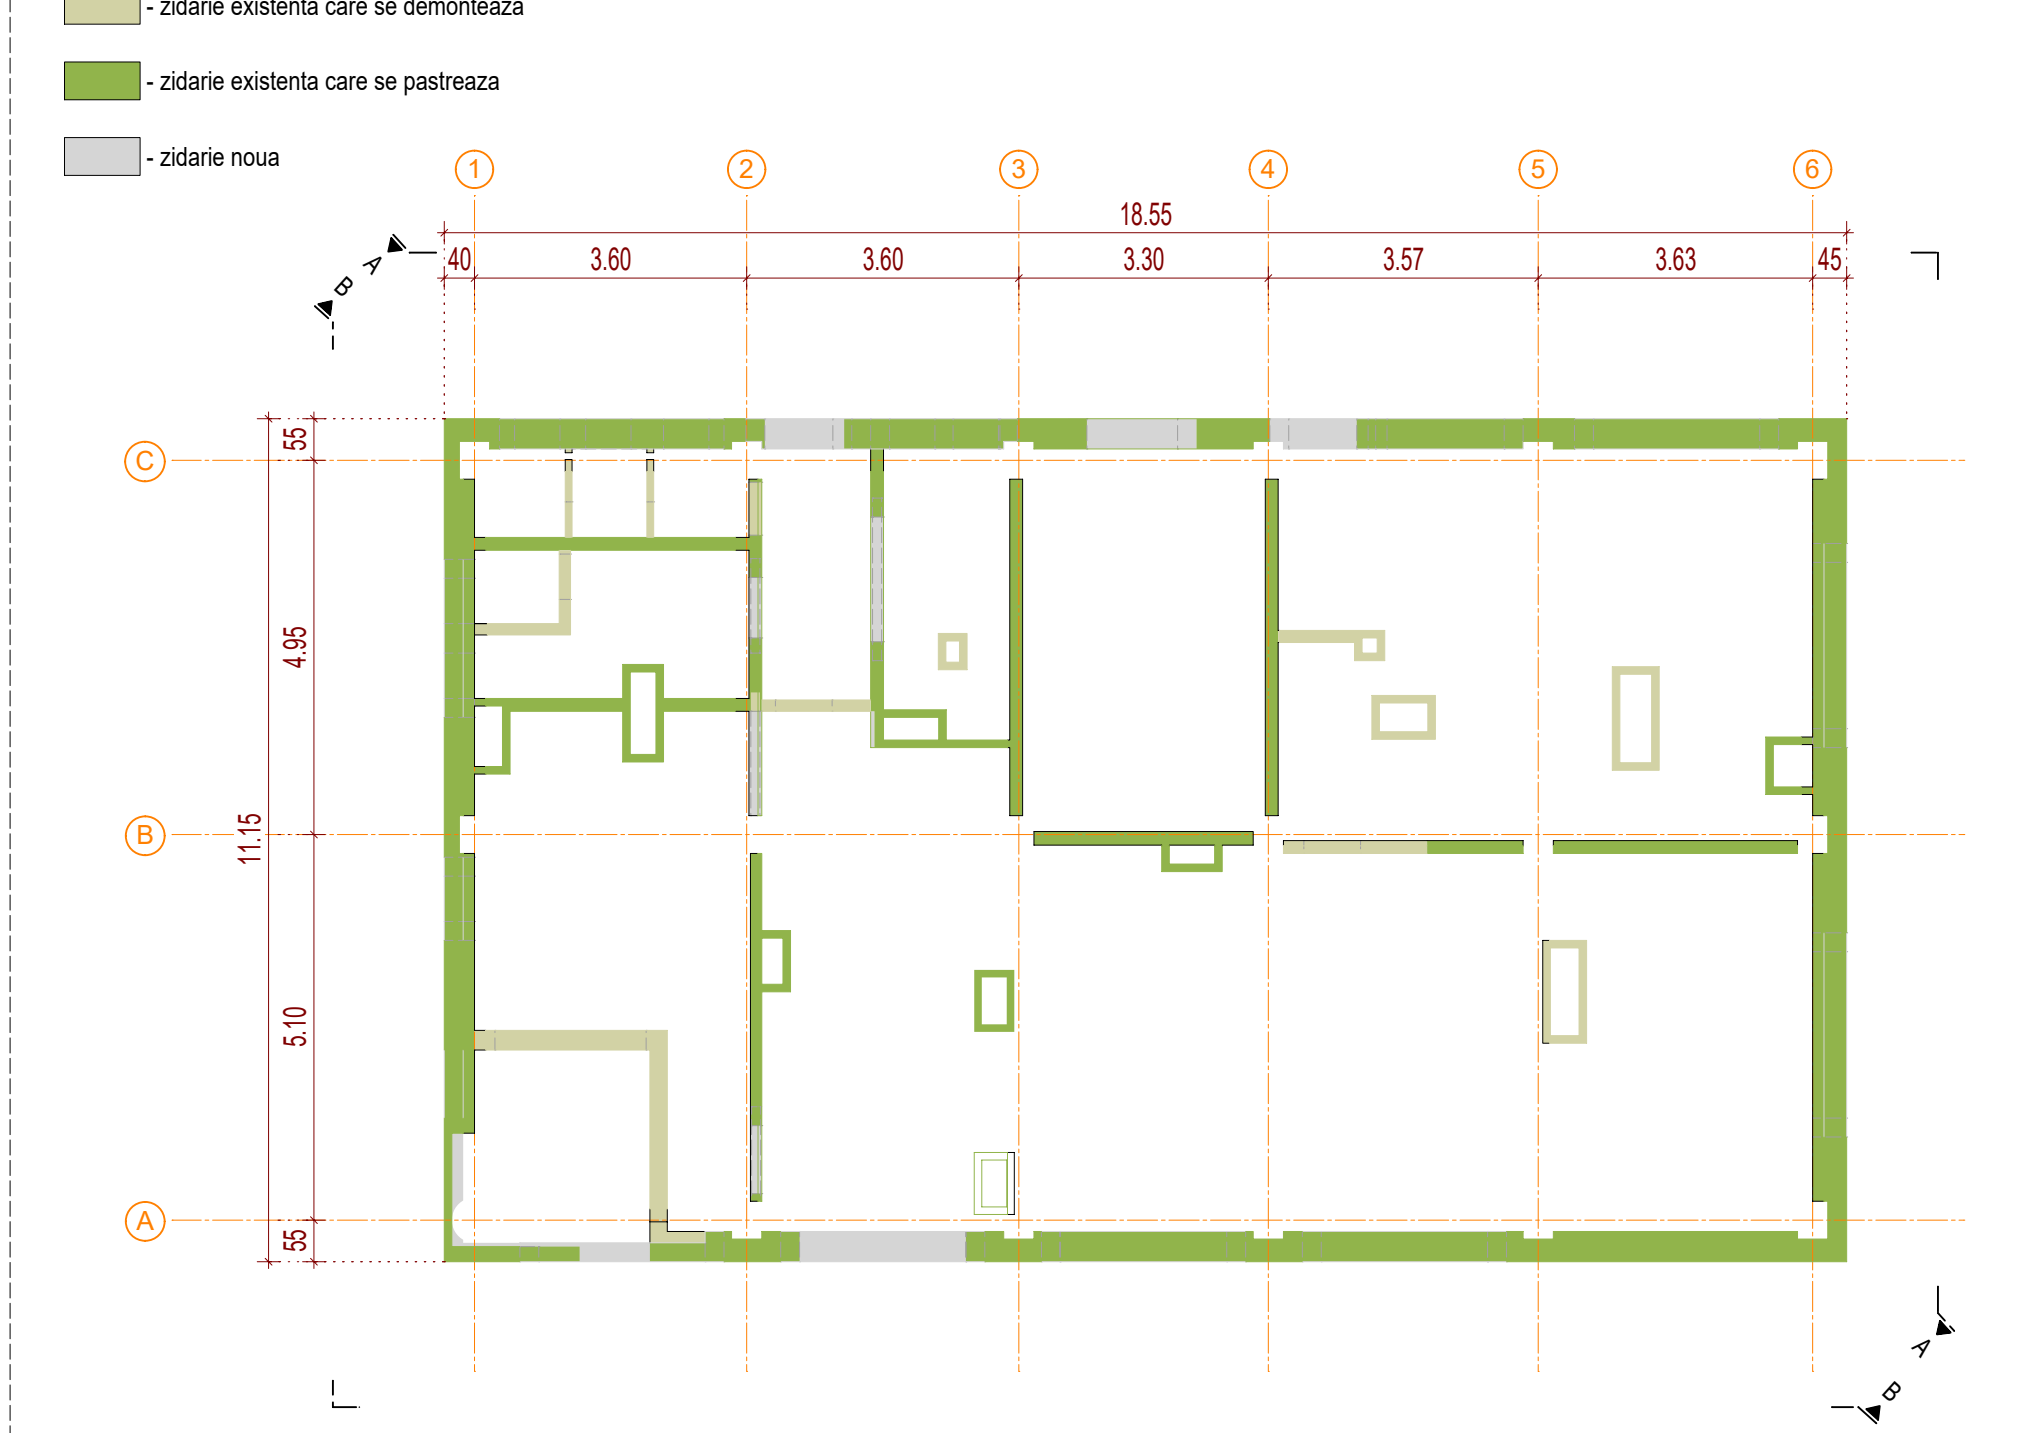 - zidarie existenta care se demonteaza
- zidarie existenta care se pastreaza
- zidarie noua
1 2 3 4 5 6
18.55
40 3.60 3.60 3.30 3.57 3.63 45
A
B
C
B
A
55
4.95
11.15
5.10
55
A
B